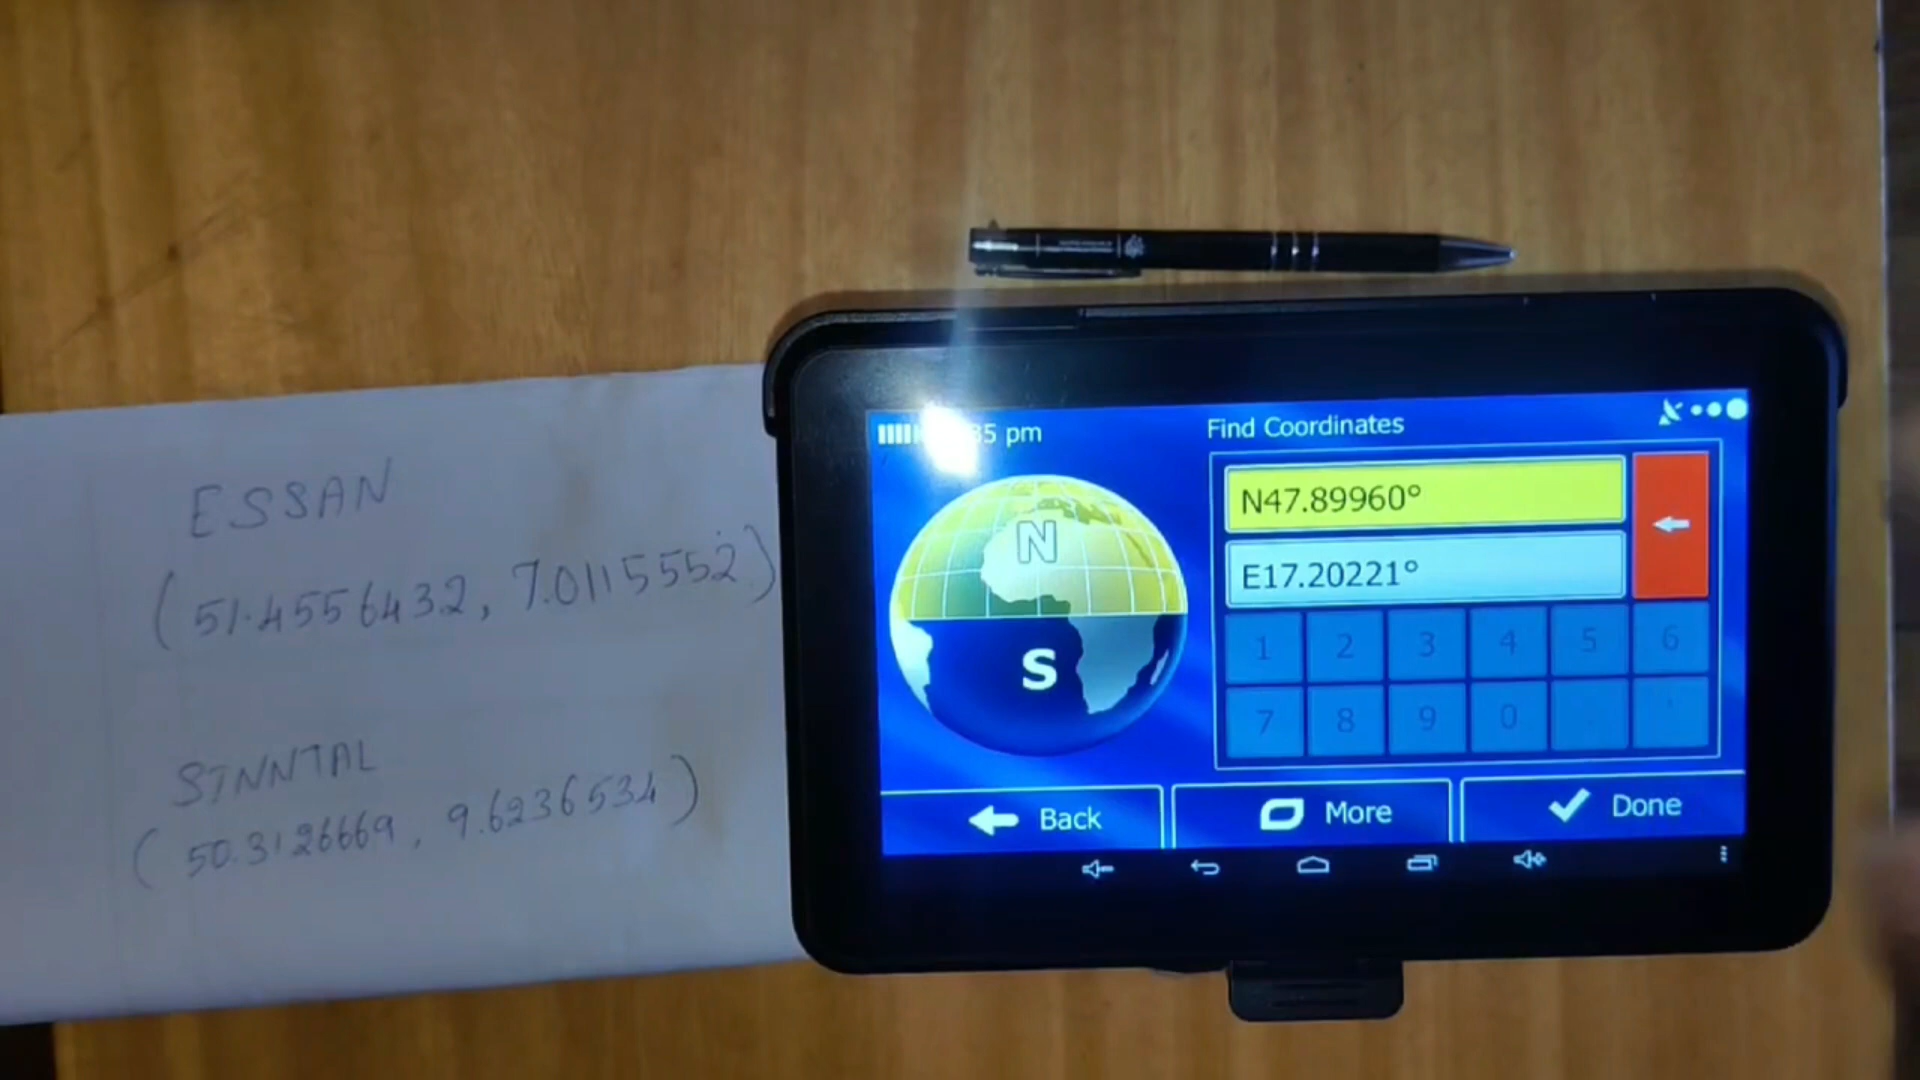 ESSAN
(51.4556432, 7.0115552)
STNNTAL
(50.3126669, 9.6236534)
35 pm
Find Coordinates
N47.89960°
E17.20221°
N
S
1 2 3 4 5 6
7 8 9 0 '
Back
More
Done